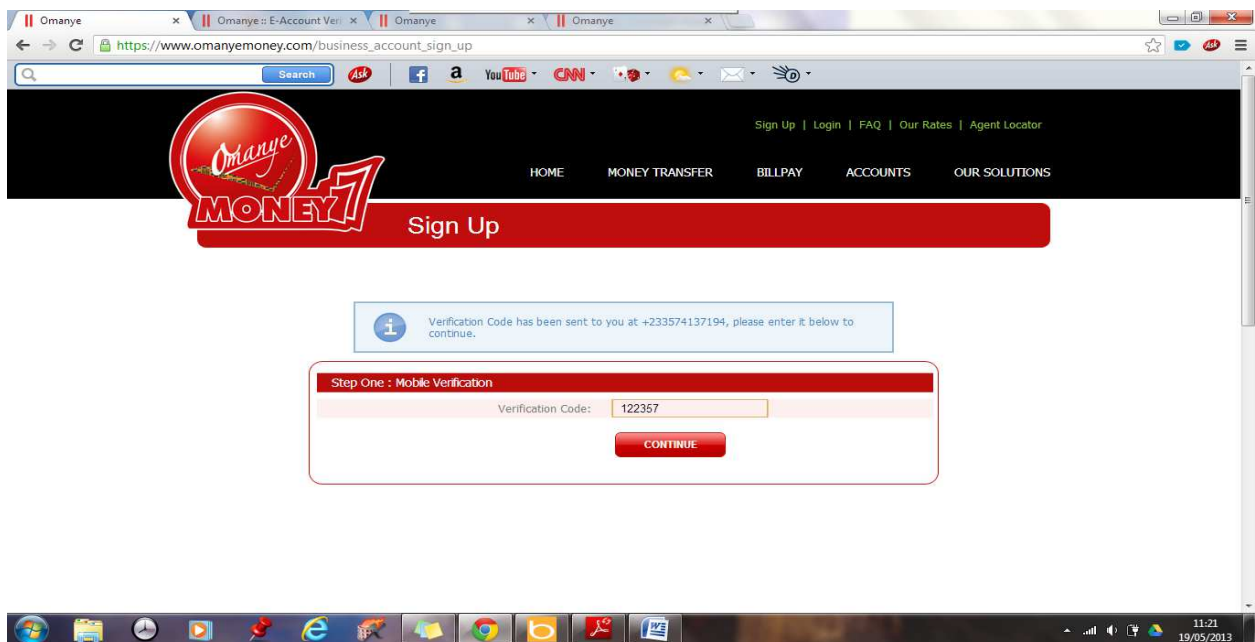 Omanye
Omanye :: E-Account Veri
Omanye
Omanye
https://www.omanyemoney.com/business_account_sign_up
Search Ask a YouTube CNN
Sign Up | Login | FAQ | Our Rates | Agent Locator
Omanye
MONEY
HOME MONEY TRANSFER BILLPAY ACCOUNTS OUR SOLUTIONS
Sign Up
Verification Code has been sent to you at +233574137194, please enter it below to
continue.
Step One : Mobile Verification
Verification Code: 122357
CONTINUE
11:21
19/05/2013